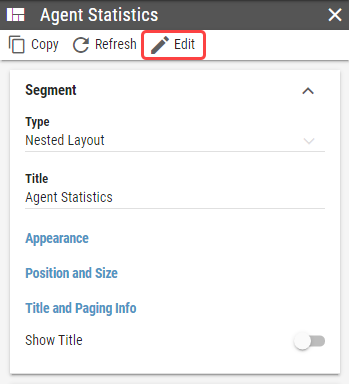 Agent Statistics
Copy Refresh Edit
Segment
Type
Nested Layout
Title
Agent Statistics
Appearance
Position and Size
Title and Paging Info
Show Title